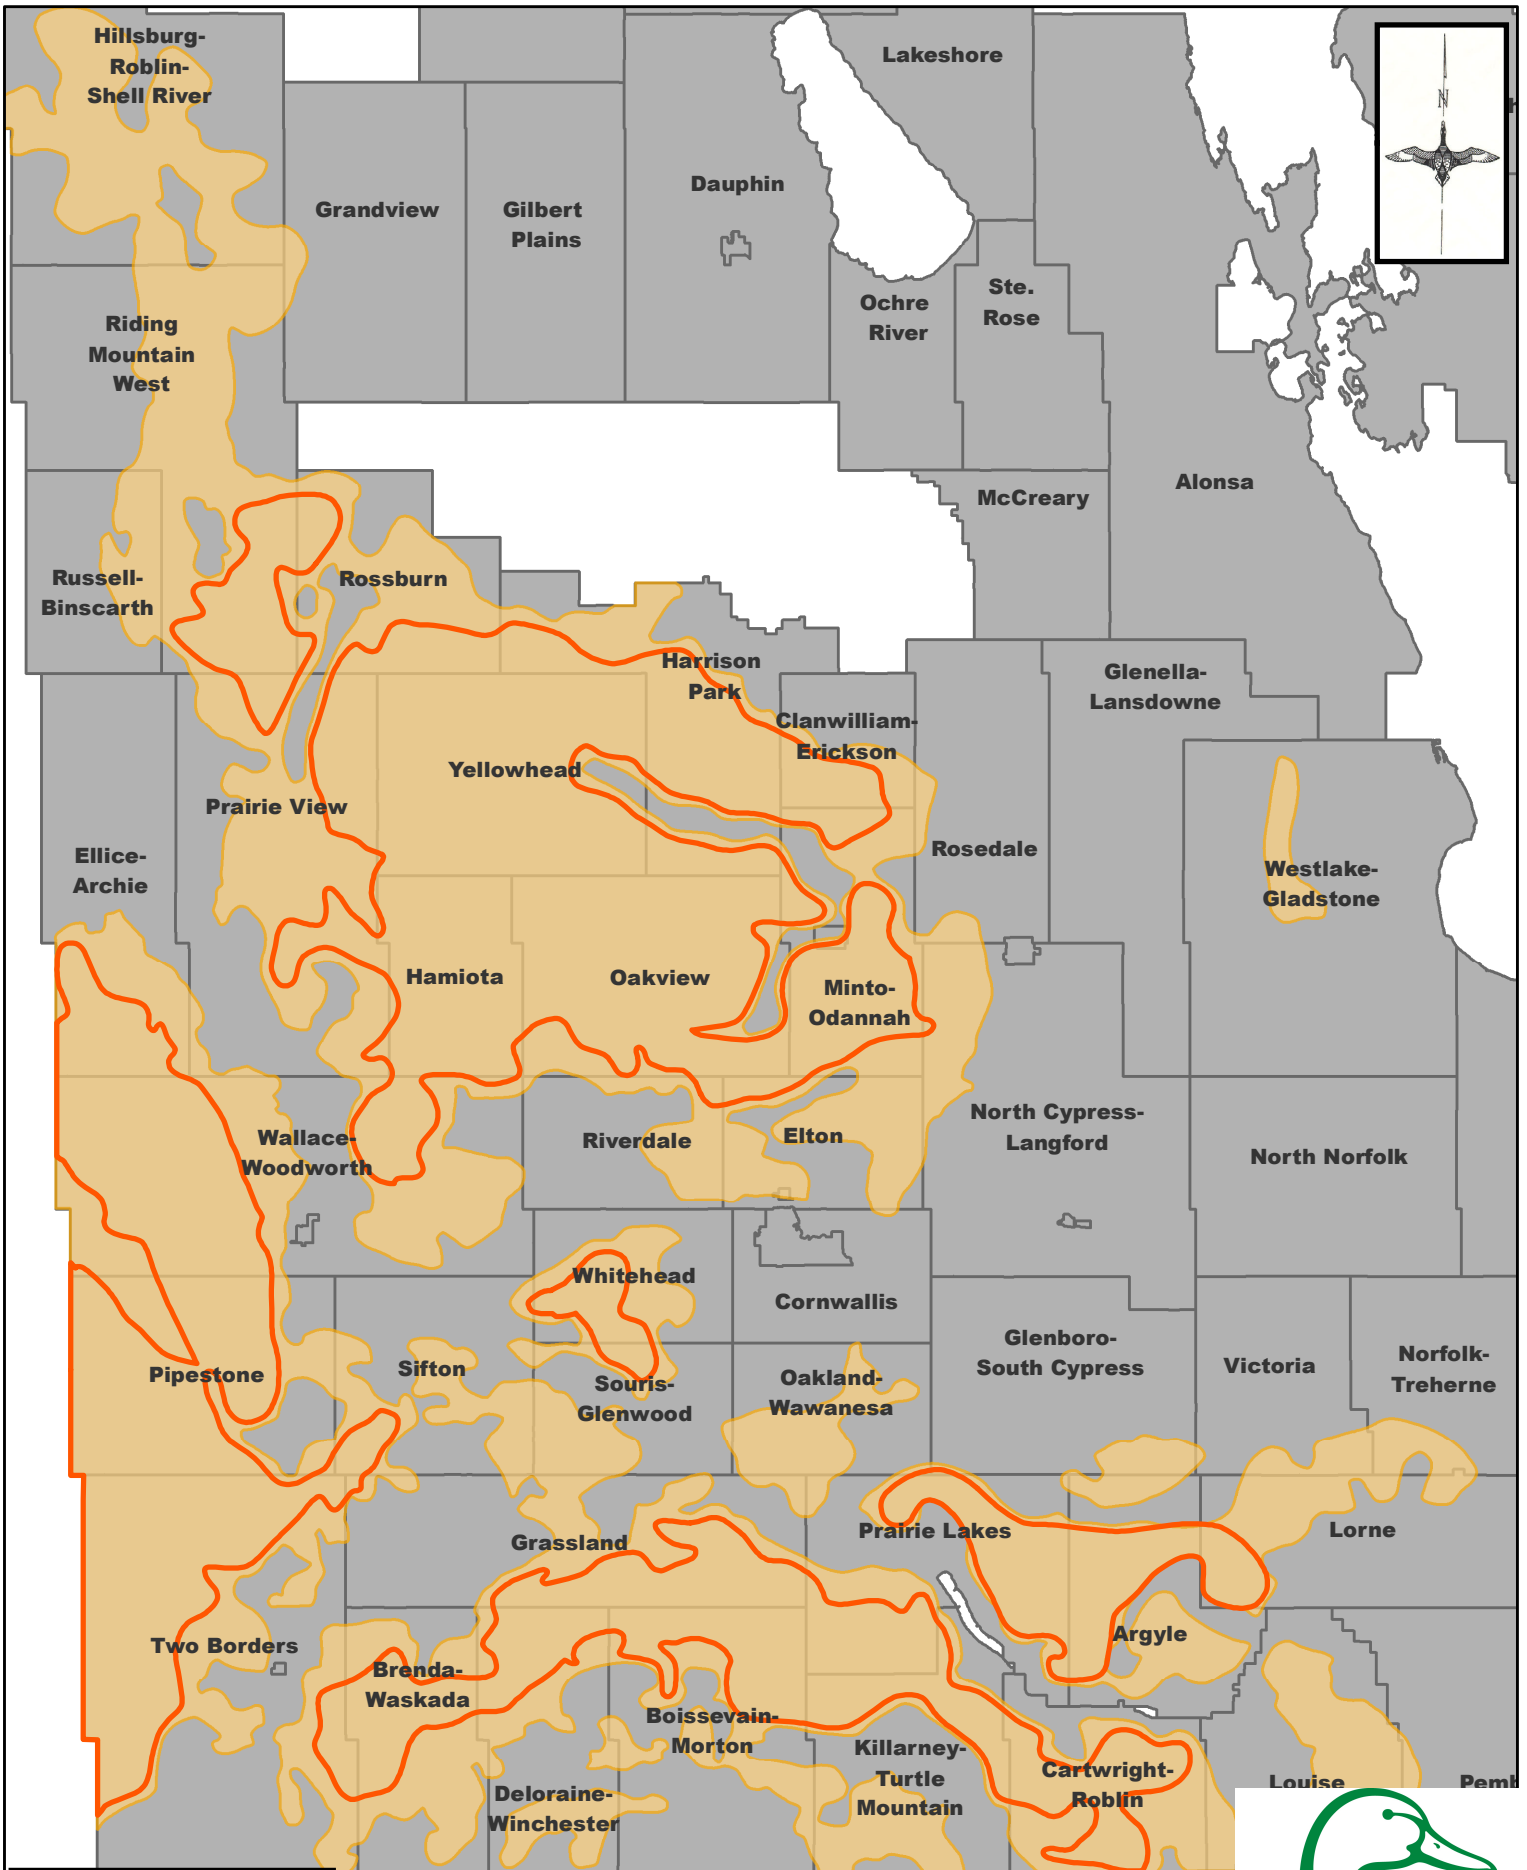 Hillsburg-
Roblin-
Shell River
Lakeshore
N
Grandview
Gilbert
Plains
Dauphin
Ochre
River
Ste.
Rose
Riding
Mountain
West
Alonsa
McCreary
Russell-
Binscarth
Rossburn
Harrison
Park
Glenella-
Lansdowne
Clanwilliam-
Erickson
Yellowhead
Prairie View
Ellice-
Archie
Rosedale
Westlake-
Gladstone
Hamiota
Oakview
Minto-
Odannah
Wallace-
Woodworth
Riverdale
Elton
North Cypress-
Langford
North Norfolk
Whitehead
Cornwallis
Pipestone
Sifton
Souris-
Glenwood
Oakland-
Wawanesa
Glenboro-
South Cypress
Victoria
Norfolk-
Treherne
Grassland
Prairie Lakes
Lorne
Two Borders
Brenda-
Waskada
Argyle
Boissevain-
Morton
Killarney-
Turtle
Mountain
Cartwright-
Roblin
Deloraine-
Winchester
Louise
Pemb